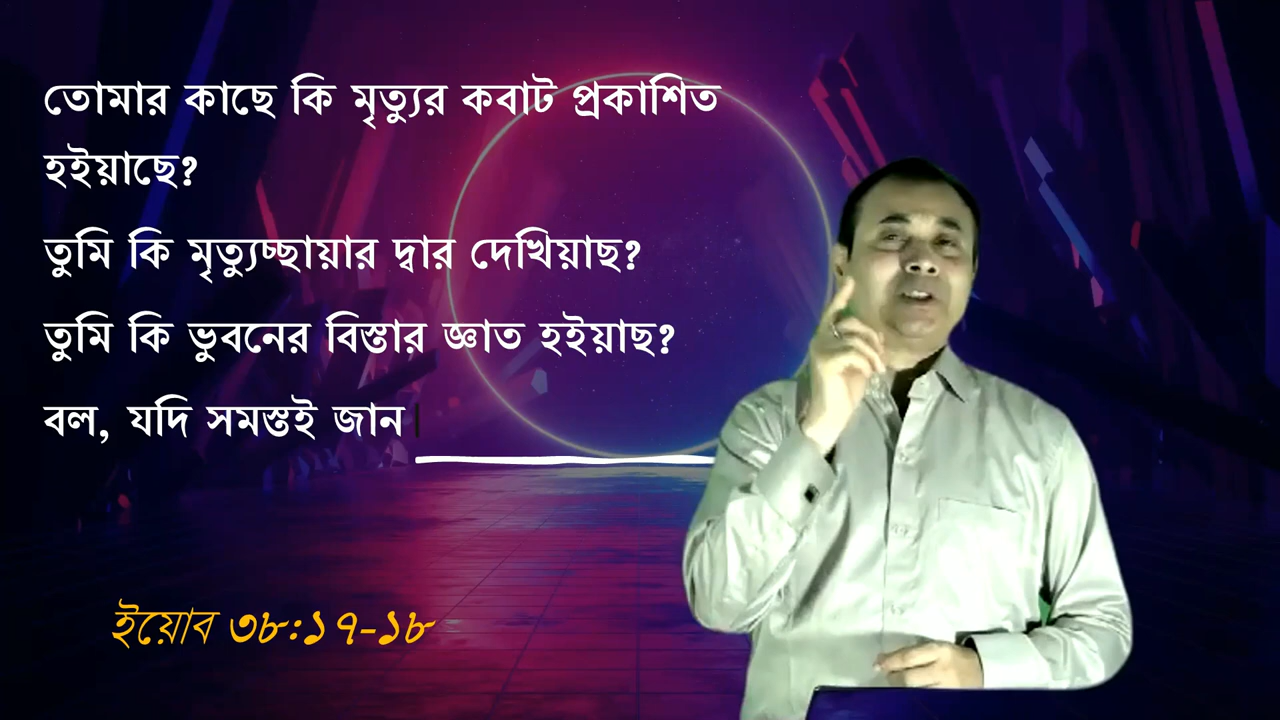 তোমার কাছে কি মৃত্যুর কবাট প্রকাশিত
হইয়াছে?
তুমি কি মৃত্যুচ্ছায়ার দ্বার দেখিয়াছ?
তুমি কি ভুবনের বিস্তার জ্ঞাত হইয়াছ?
বল, যদি সমস্তই জান।
ইয়োব ৩৮:১৭-১৮